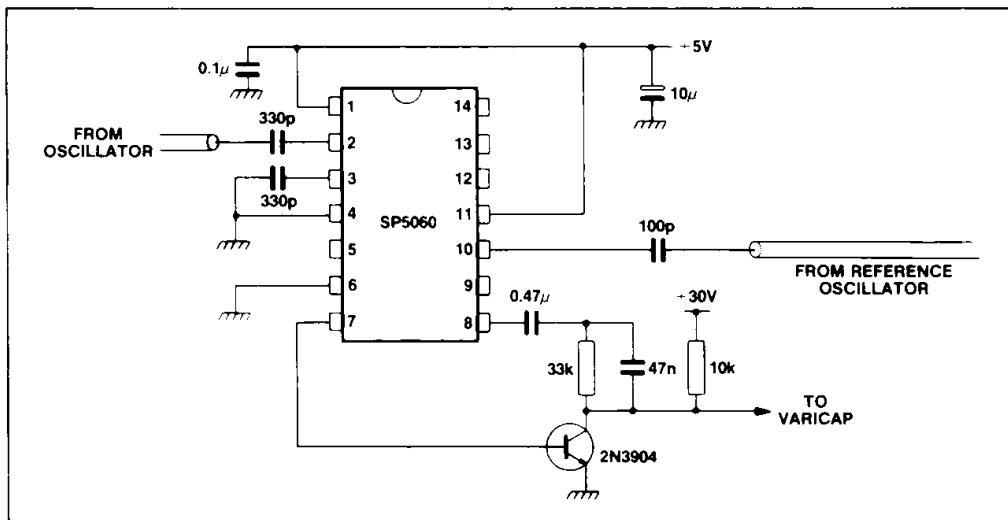 +5V
0.1μ
10μ
1
14
330p
FROM
OSCILLATOR
2
13
3
12
330p
SP5060
4
11
100p
5
10
FROM REFERENCE
OSCILLATOR
6
9
0.47μ
+30V
7
8
33k
47n
10k
TO
VARICAP
2N3904